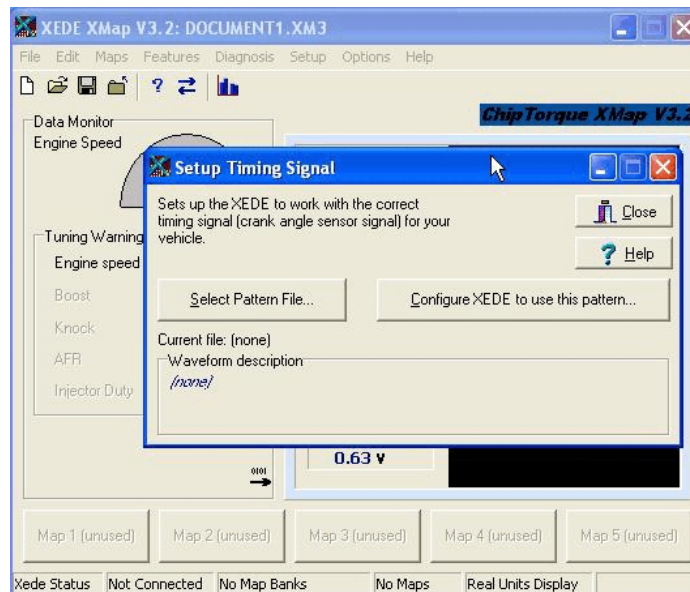 XEDE XMap V3.2: DOCUMENT1.XM3
File Edit Maps Features Diagnosis Setup Options Help
ChipTorque XMap V3.2
Data Monitor
Engine Speed
Setup Timing Signal
Sets up the XEDE to work with the correct
timing signal (crank angle sensor signal) for your
vehicle.
Close
Help
Select Pattern File...
Configure XEDE to use this pattern...
Current file: (none)
Waveform description
(none)
Tuning Warning
Engine speed
Boost
Knock
AFR
Injector Duty
0.63 V
0101
Map 1 (unused) Map 2 (unused) Map 3 (unused) Map 4 (unused) Map 5 (unused)
Xede Status Not Connected No Map Banks No Maps Real Units Display